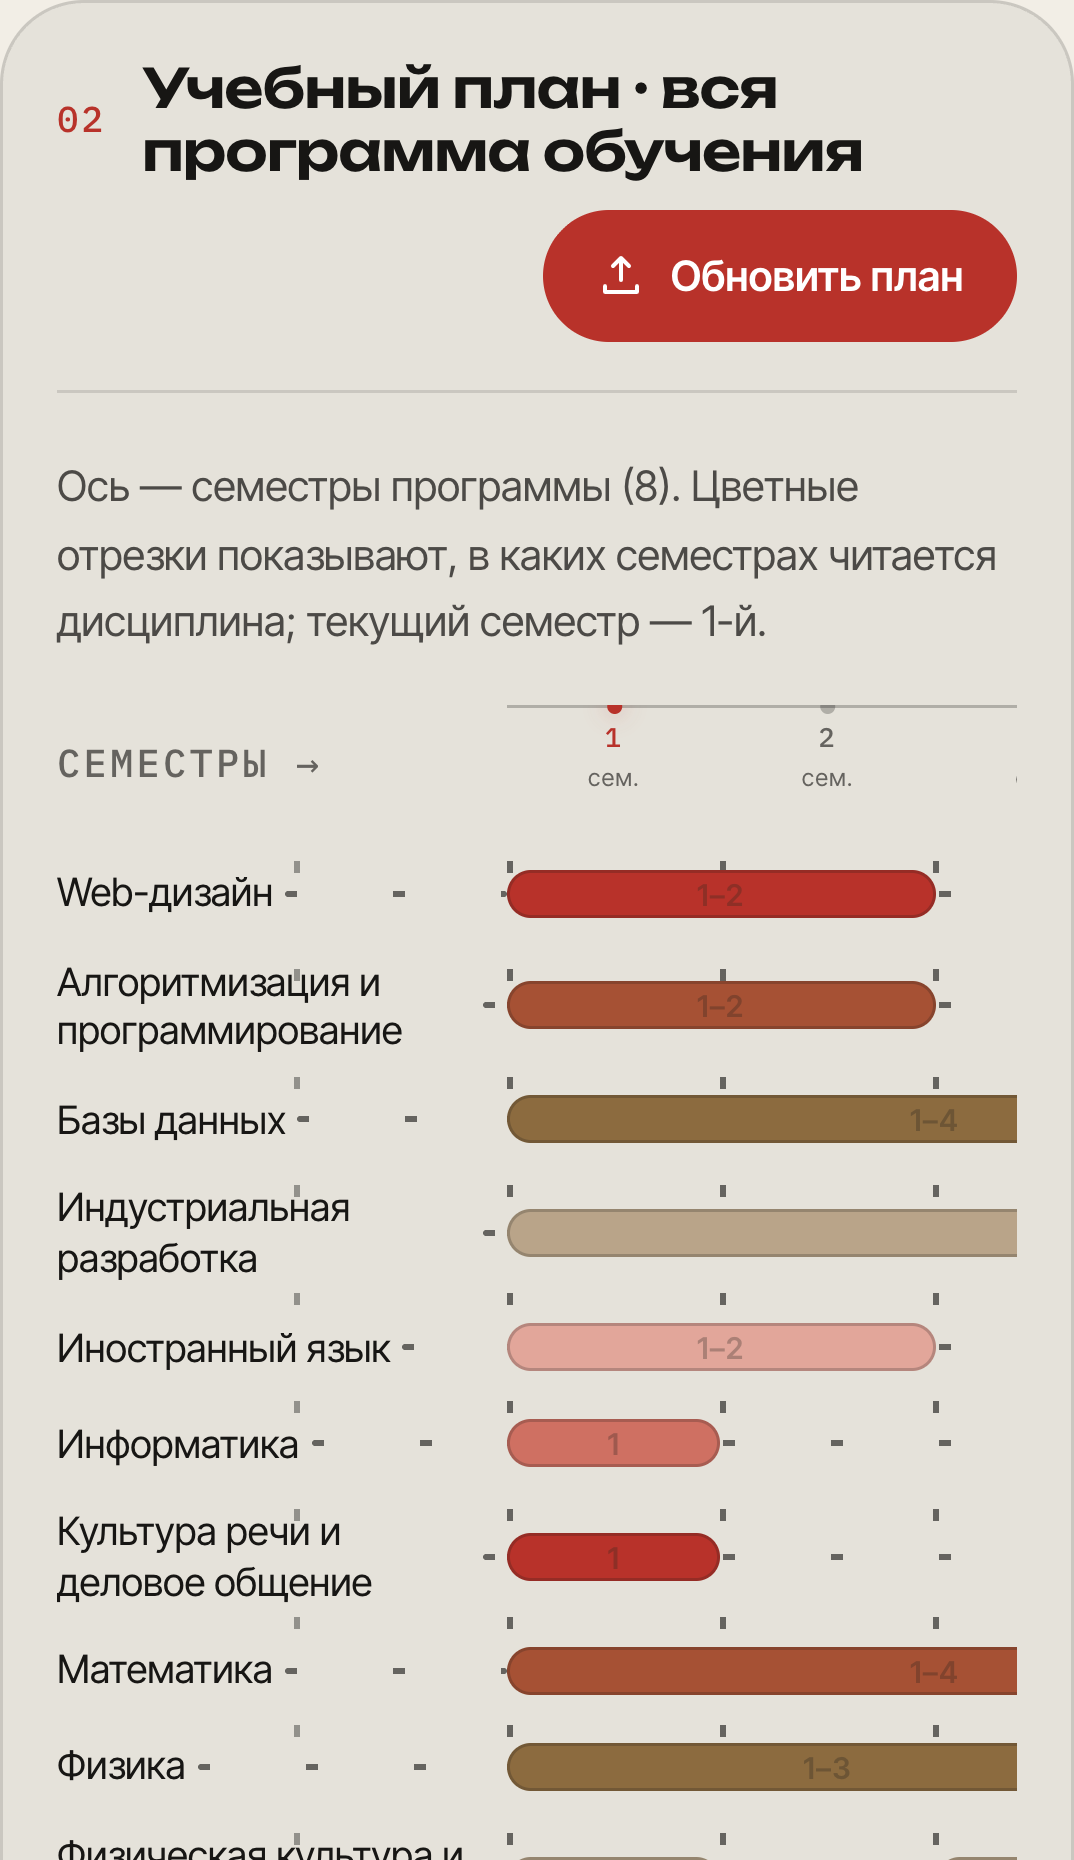 02
Учебный план · вся
программа обучения
Обновить план
Ось — семестры программы (8). Цветные
отрезки показывают, в каких семестрах читается
дисциплина; текущий семестр — 1-й.
СЕМЕСТРЫ →
1
сем.
2
сем.
Web-дизайн
1–2
Алгоритмизация и
программирование
1–2
Базы данных
1–4
Индустриальная
разработка
Иностранный язык
1–2
Информатика
1
Культура речи и
деловое общение
1
Математика
1–4
Физика
1–3
Физическая культура и